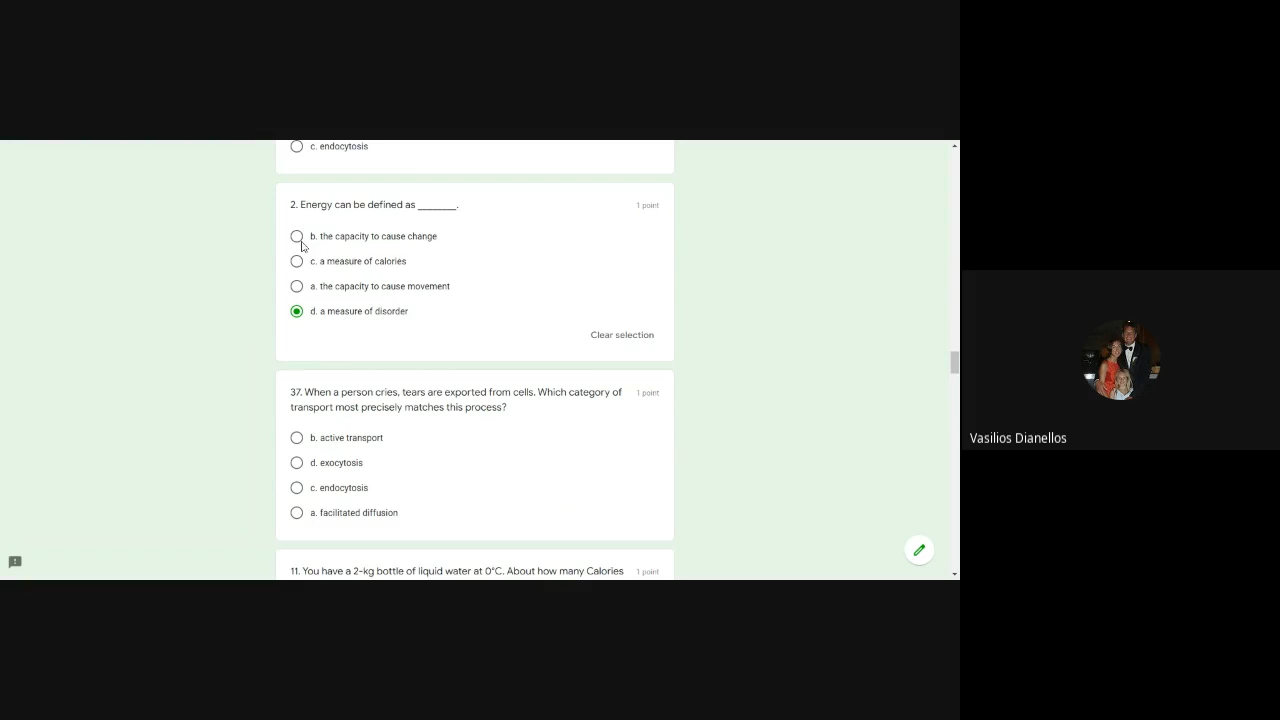 c. endocytosis
2. Energy can be defined as ________.
1 point
b. the capacity to cause change
c. a measure of calories
a. the capacity to cause movement
d. a measure of disorder
Clear selection
37. When a person cries, tears are exported from cells. Which category of
1 point
transport most precisely matches this process?
b. active transport
d. exocytosis
c. endocytosis
a. facilitated diffusion
11. You have a 2-kg bottle of liquid water at 0°C. About how many Calories
1 point
Vasilios Dianellos